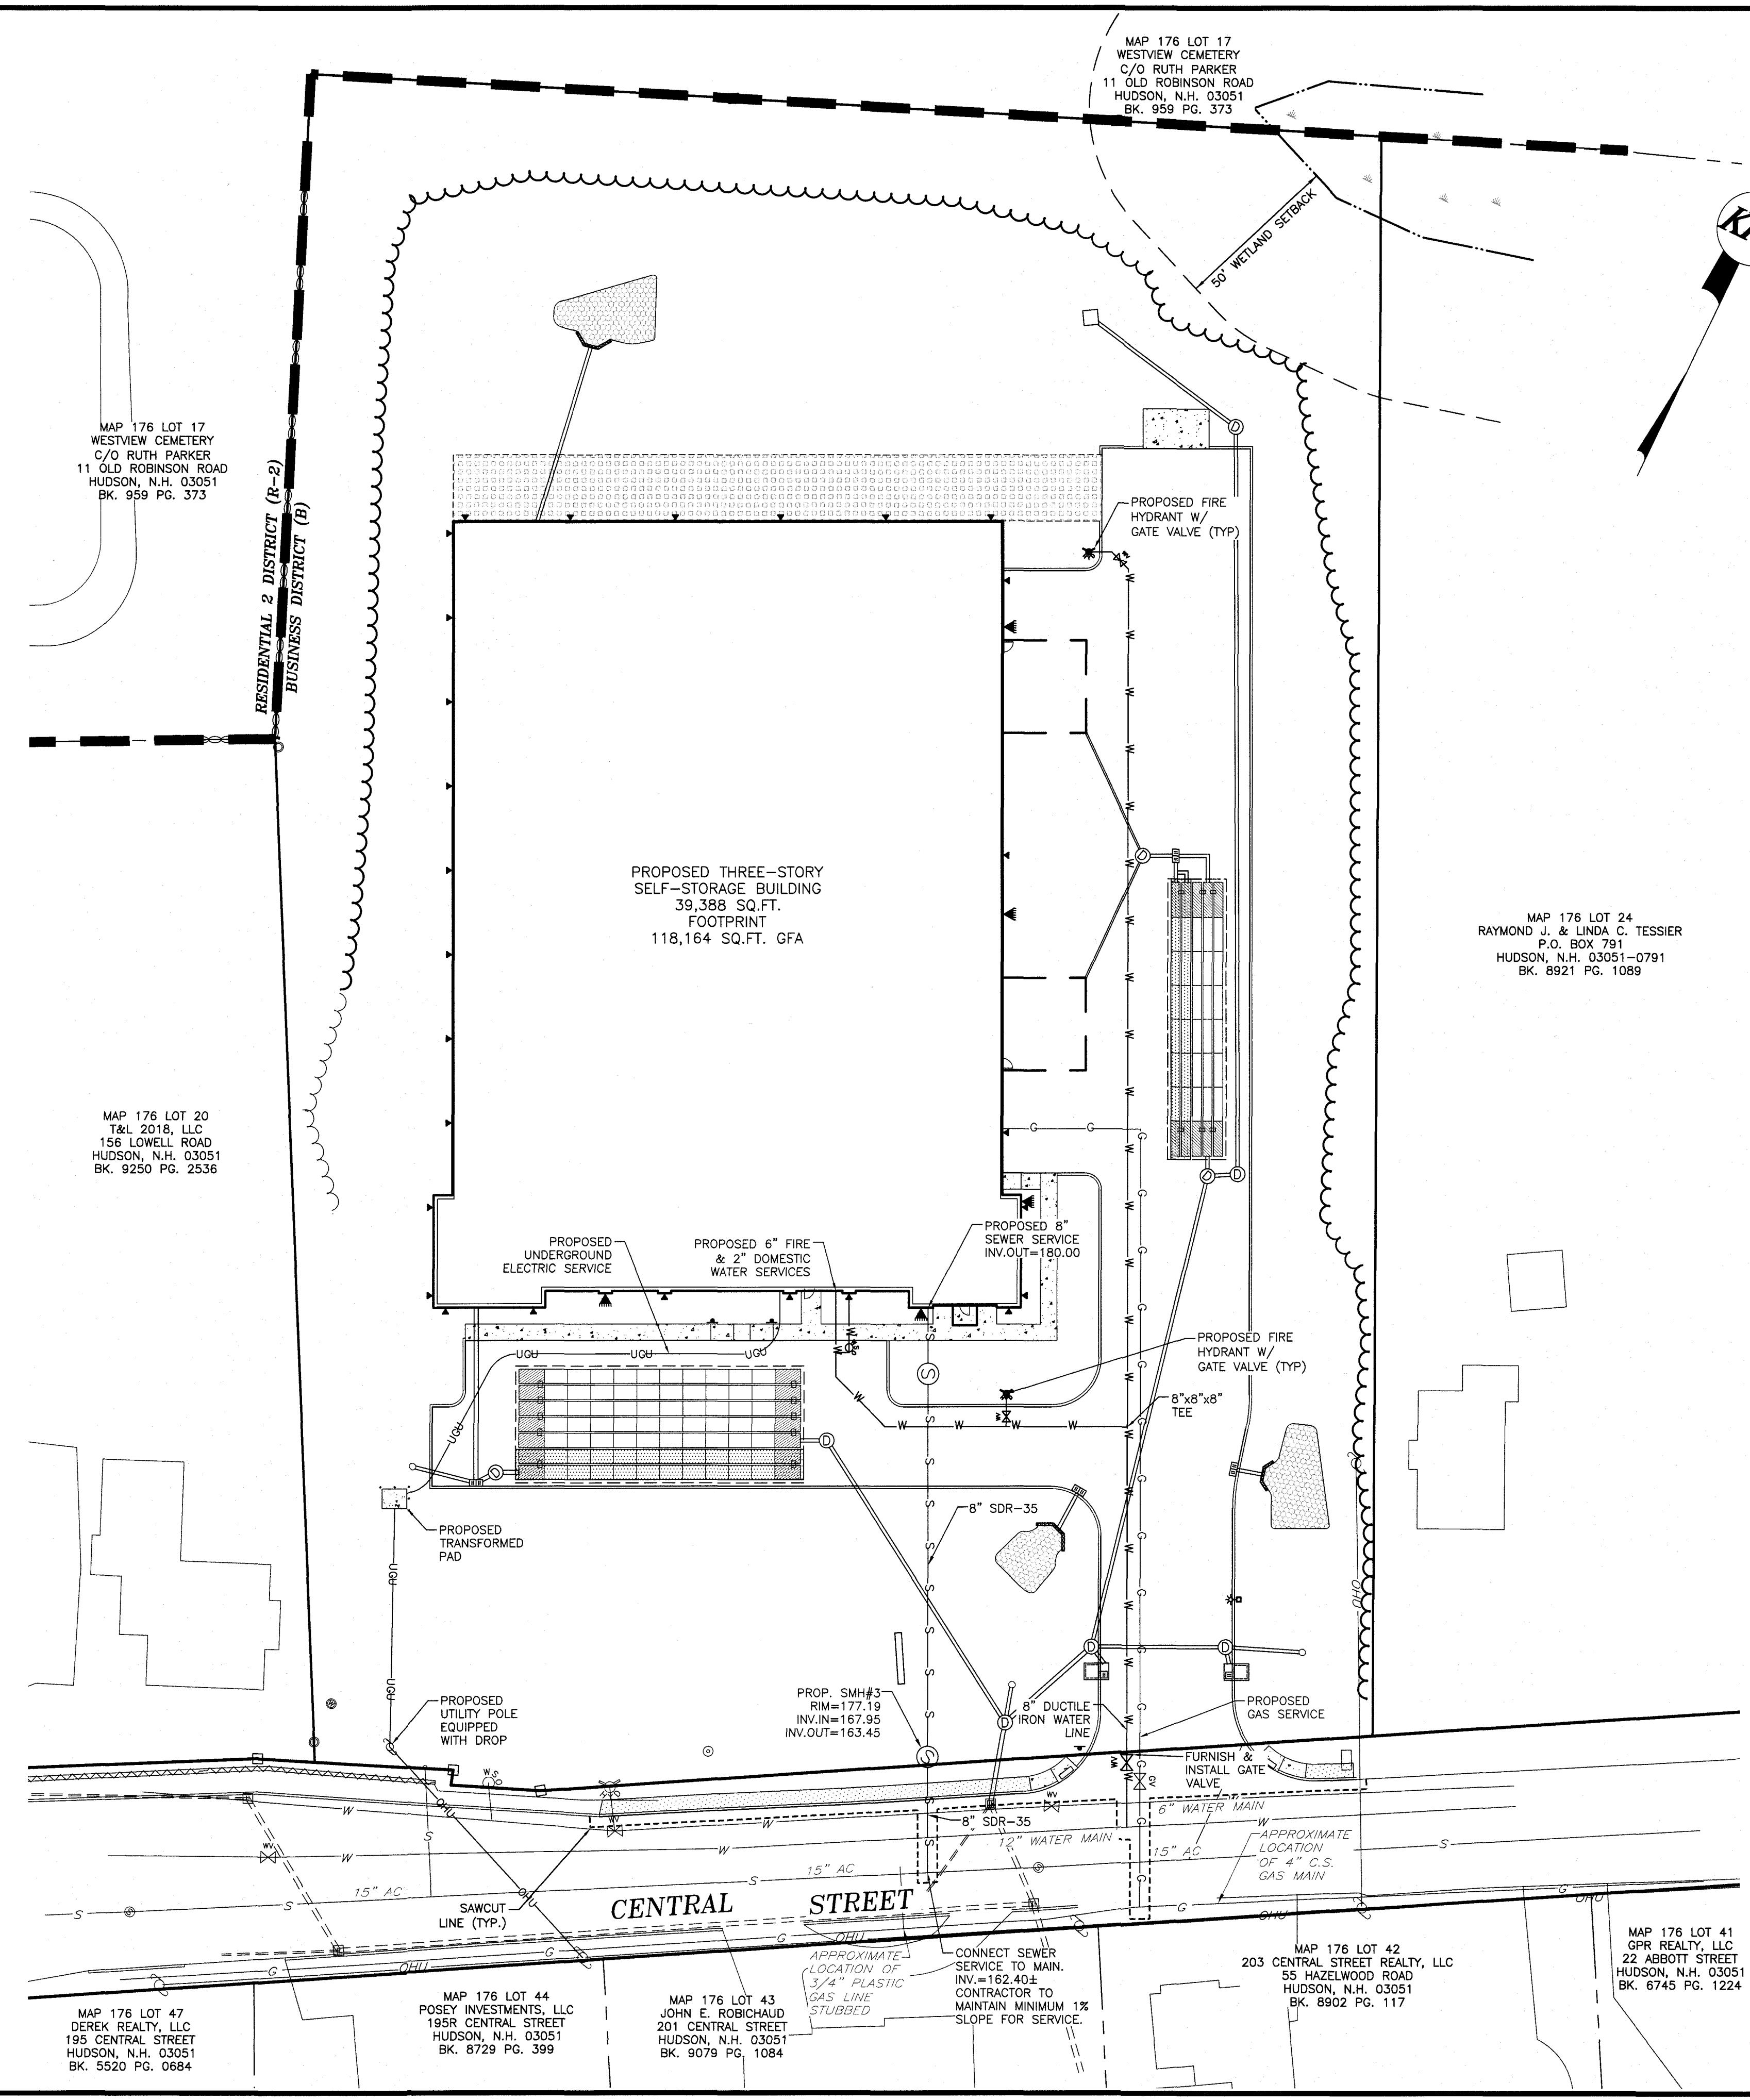 MAP 176 LOT 17
WESTVIEW CEMETERY
C/O RUTH PARKER
11 OLD ROBINSON ROAD
HUDSON, N.H. 03051
BK. 959 PG. 373
50' WETLAND SETBACK
MAP 176 LOT 17
WESTVIEW CEMETERY
C/O RUTH PARKER
11 OLD ROBINSON ROAD
HUDSON, N.H. 03051
BK. 959 PG. 373
RESIDENTIAL 2 DISTRICT (R-2)
BUSINESS DISTRICT (B)
PROPOSED FIRE
HYDRANT W/
GATE VALVE (TYP)
PROPOSED THREE-STORY
SELF-STORAGE BUILDING
39,388 SQ.FT.
FOOTPRINT
118,164 SQ.FT. GFA
MAP 176 LOT 24
RAYMOND J. & LINDA C. TESSIER
P.O. BOX 791
HUDSON, N.H. 03051-0791
BK. 8921 PG. 1089
MAP 176 LOT 20
T&L 2018, LLC
156 LOWELL ROAD
HUDSON, N.H. 03051
BK. 9250 PG. 2536
PROPOSED
UNDERGROUND
ELECTRIC SERVICE
PROPOSED 6" FIRE
& 2" DOMESTIC
WATER SERVICES
PROPOSED 8"
SEWER SERVICE
INV.OUT=180.00
PROPOSED FIRE
HYDRANT W/
GATE VALVE (TYP)
8"x8"x8"
TEE
UGU UGU UGU
UGU
8" SDR-35
PROPOSED
TRANSFORMED
PAD
UGU
UGU
OHU
PROPOSED
UTILITY POLE
EQUIPPED
WITH DROP
PROP. SMH#3
RIM=177.19
INV.IN=167.95
INV.OUT=163.45
8" DUCTILE
IRON WATER
LINE
PROPOSED
GAS SERVICE
FURNISH &
INSTALL GATE
VALVE
6" WATER MAIN
8" SDR-35
12" WATER MAIN
15" AC
15" AC
15" AC
APPROXIMATE
LOCATION
OF 4" C.S.
GAS MAIN
SAWCUT
LINE (TYP.)
CENTRAL STREET
OHU
OHU
OHU
OHU
OHU
OHU
APPROXIMATE
LOCATION OF
3/4" PLASTIC
GAS LINE
STUBBED
CONNECT SEWER
SERVICE TO MAIN.
INV.=162.40±
CONTRACTOR TO
MAINTAIN MINIMUM 1%
SLOPE FOR SERVICE.
MAP 176 LOT 47
DEREK REALTY, LLC
195 CENTRAL STREET
HUDSON, N.H. 03051
BK. 5520 PG. 0684
MAP 176 LOT 44
POSEY INVESTMENTS, LLC
195R CENTRAL STREET
HUDSON, N.H. 03051
BK. 8729 PG. 399
MAP 176 LOT 43
JOHN E. ROBICHAUD
201 CENTRAL STREET
HUDSON, N.H. 03051
BK. 9079 PG. 1084
MAP 176 LOT 42
203 CENTRAL STREET REALTY, LLC
55 HAZELWOOD ROAD
HUDSON, N.H. 03051
BK. 8902 PG. 117
MAP 176 LOT 41
GPR REALTY, LLC
22 ABBOTT STREET
HUDSON, N.H. 03051
BK. 6745 PG. 1224